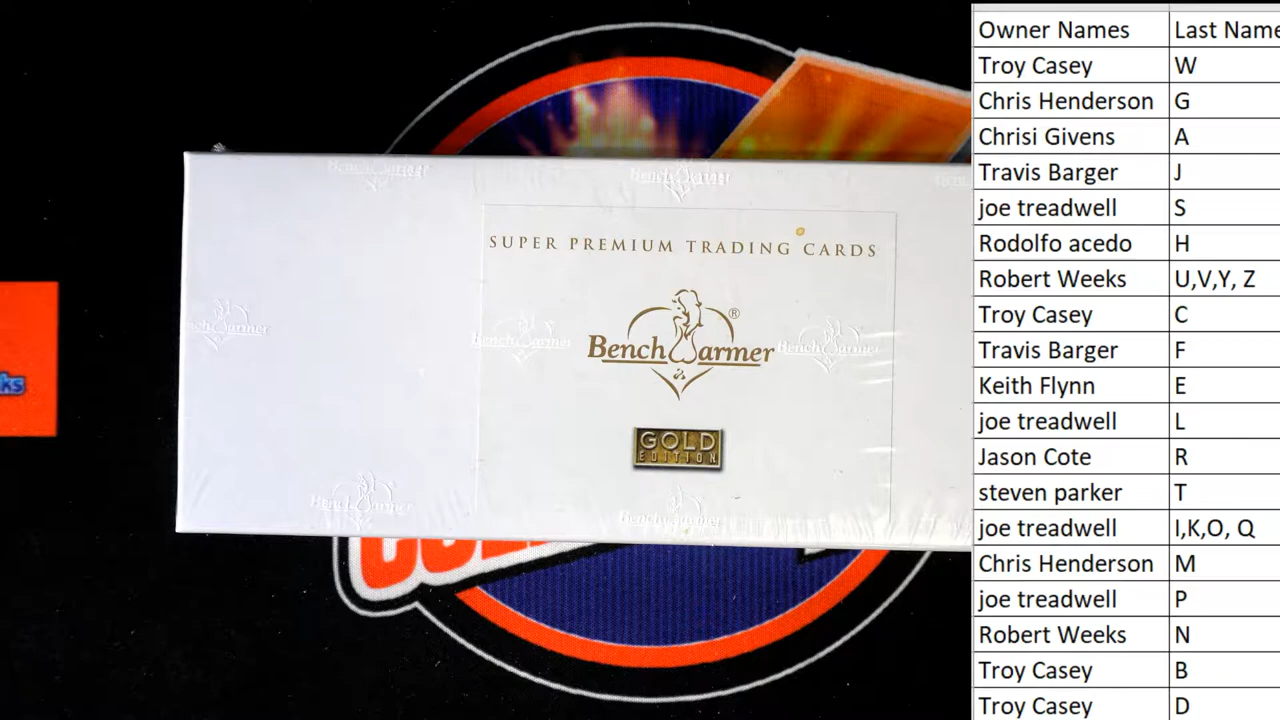 SUPER PREMIUM TRADING CARDS
BenchWarmer®
GOLD
EDITION
ks
Owner Names Last Name
Troy Casey W
Chris Henderson G
Chrisi Givens A
Travis Barger J
joe treadwell S
Rodolfo acedo H
Robert Weeks U,V,Y, Z
Troy Casey C
Travis Barger F
Keith Flynn E
joe treadwell L
Jason Cote R
steven parker T
joe treadwell I,K,O, Q
Chris Henderson M
joe treadwell P
Robert Weeks N
Troy Casey B
Troy Casey D